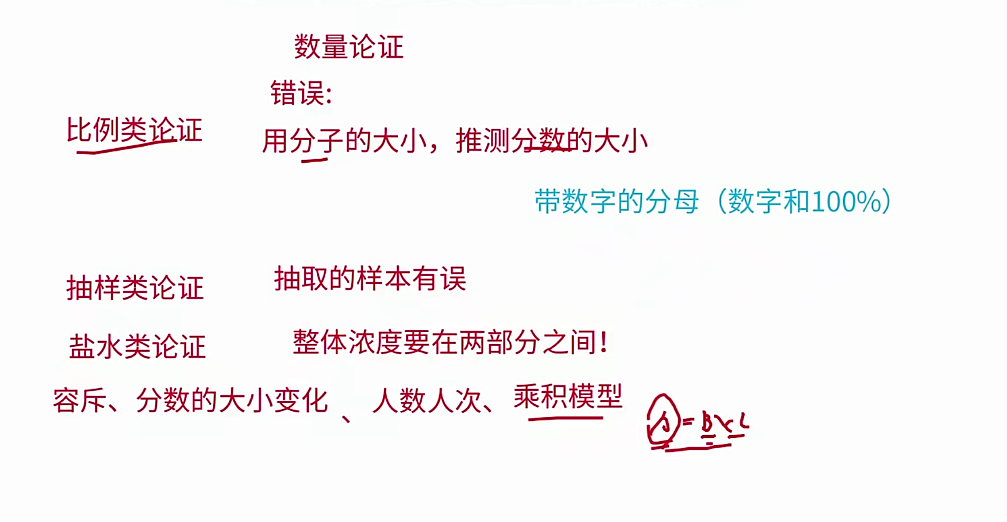 数量论证
错误:
比例类论证
用分子的大小，推测分数的大小
带数字的分母（数字和100%）
抽样类论证
抽取的样本有误
盐水类论证
整体浓度要在两部分之间！
容斥、分数的大小变化、人数人次、乘积模型
=B×C